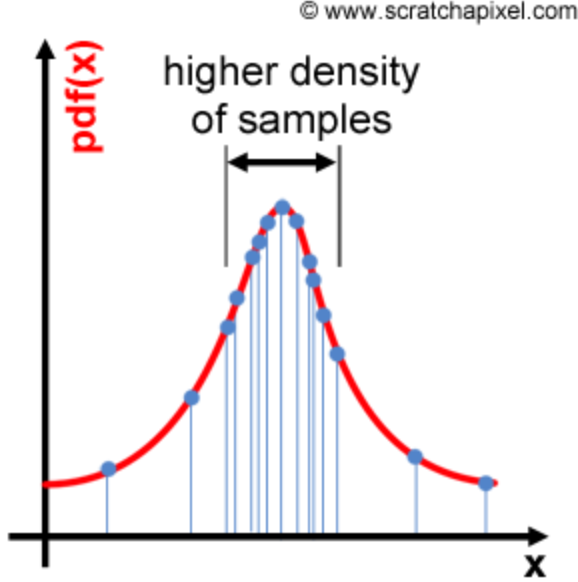 © www.scratchapixel.com
pdf(x)
higher density
of samples
x